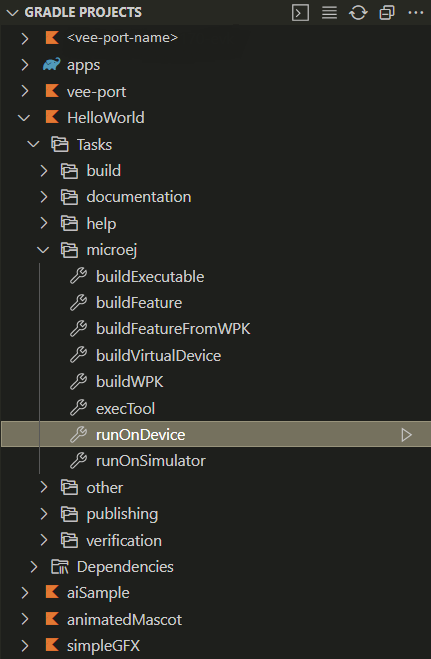 GRADLE PROJECTS
<vee-port-name>
apps
vee-port
HelloWorld
Tasks
build
documentation
help
microej
buildExecutable
buildFeature
buildFeatureFromWPK
buildVirtualDevice
buildWPK
execTool
runOnDevice
runOnSimulator
other
publishing
verification
Dependencies
aiSample
animatedMascot
simpleGFX